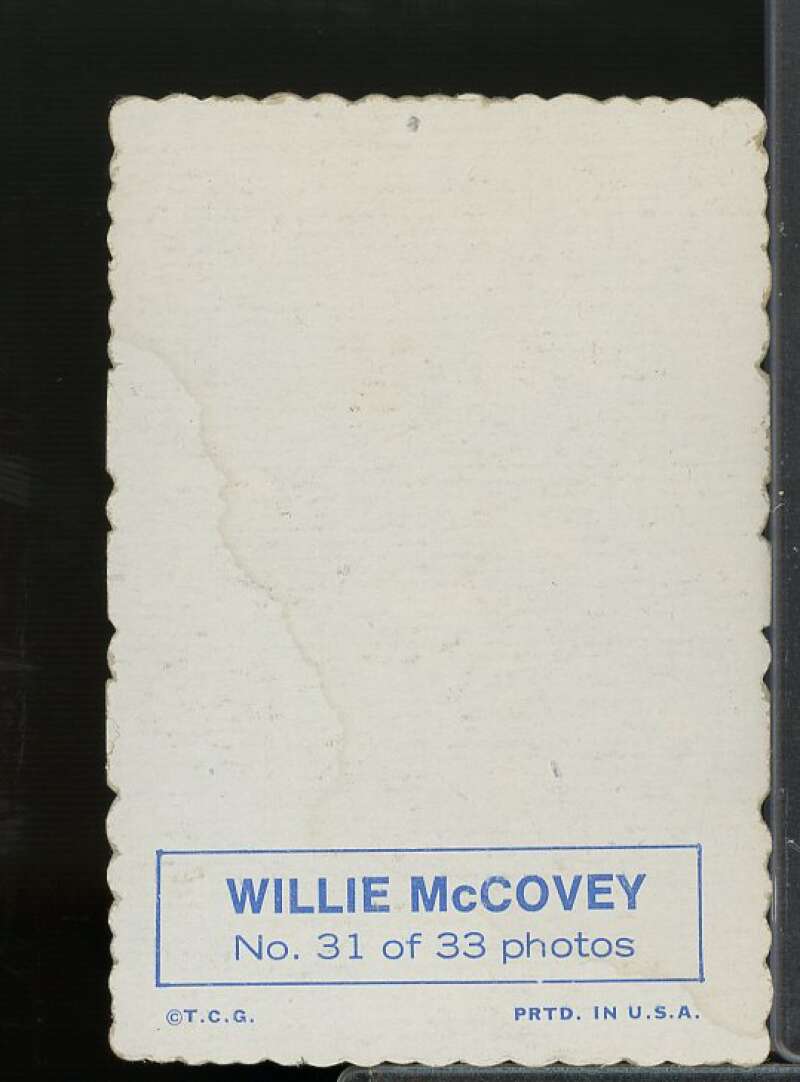 WILLIE McCOVEY
No. 31 of 33 photos
©T.C.G. PRTD. IN U.S.A.